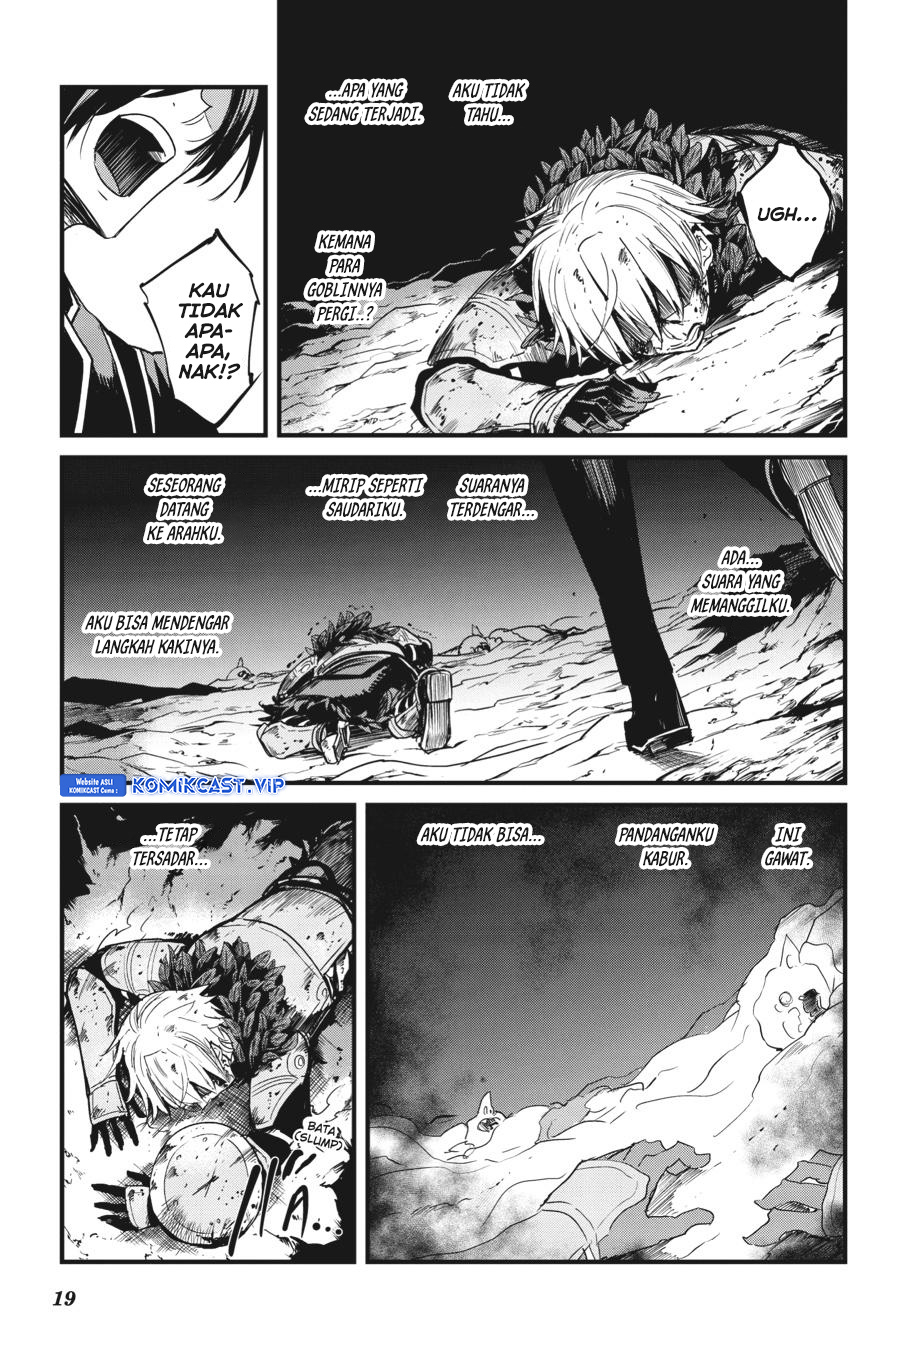 UGH...
AKU TIDAK
TAHU...
...APA YANG
SEDANG TERJADI.
KEMANA
PARA
GOBLINNYA
PERGI..?
KAU
TIDAK
APA-
APA,
NAK!?
ADA...
SUARA YANG
MEMANGGILKU.
SUARANYA
TERDENGAR...
...MIRIP SEPERTI
SAUDARIKU.
SESEORANG
DATANG
KE ARAHKU.
AKU BISA MENDENGAR
LANGKAH KAKINYA.
Website ASLI
KOMIKCAST Cuma :
KOMIKCAST.VIP
INI
GAWAT.
PANDANGANKU
KABUR.
AKU TIDAK BISA...
...TETAP
TERSADAR...
BATA
(SLUMP)
バタ..
19